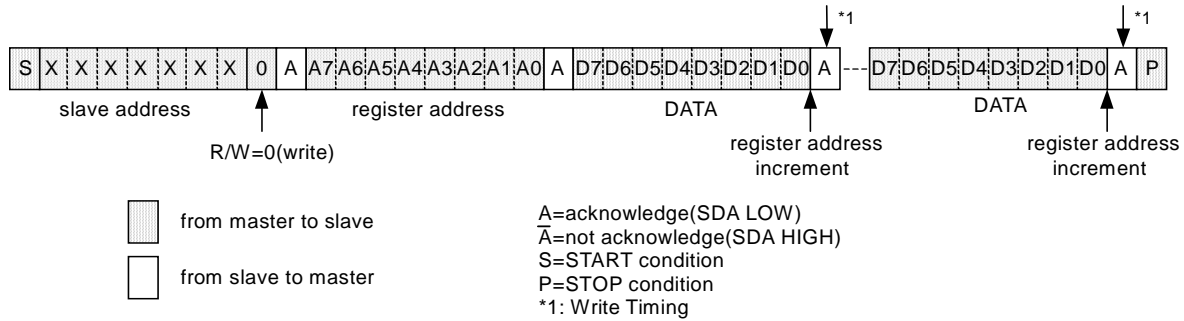 *1 *1
S X X X X X X X 0 A A7 A6 A5 A4 A3 A2 A1 A0 A D7 D6 D5 D4 D3 D2 D1 D0 A D7 D6 D5 D4 D3 D2 D1 D0 A P
slave address register address DATA DATA
R/W=0(write)
register address
increment
register address
increment
from master to slave
from slave to master
A=acknowledge(SDA LOW)
A̅=not acknowledge(SDA HIGH)
S=START condition
P=STOP condition
*1: Write Timing